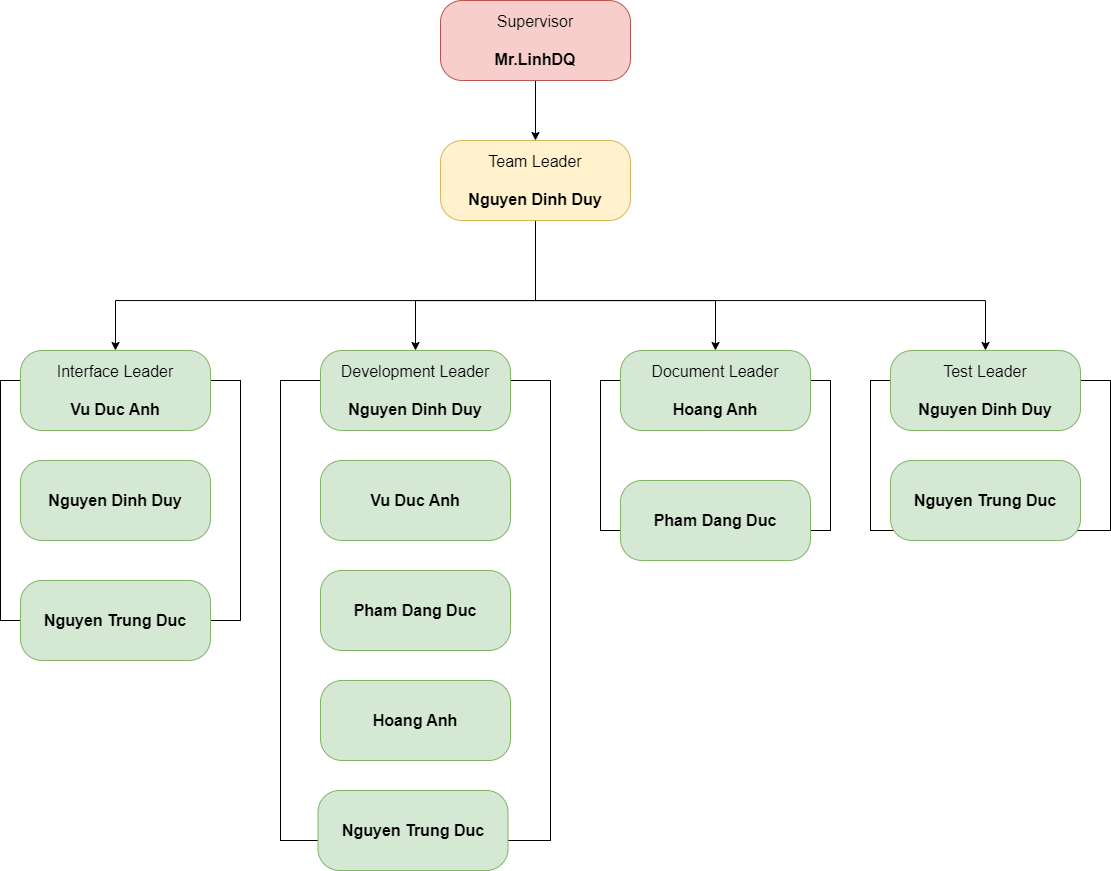 Supervisor
Mr.LinhDQ
Team Leader
Nguyen Dinh Duy
Interface Leader
Vu Duc Anh
Nguyen Dinh Duy
Nguyen Trung Duc
Development Leader
Nguyen Dinh Duy
Vu Duc Anh
Pham Dang Duc
Hoang Anh
Nguyen Trung Duc
Document Leader
Hoang Anh
Pham Dang Duc
Test Leader
Nguyen Dinh Duy
Nguyen Trung Duc